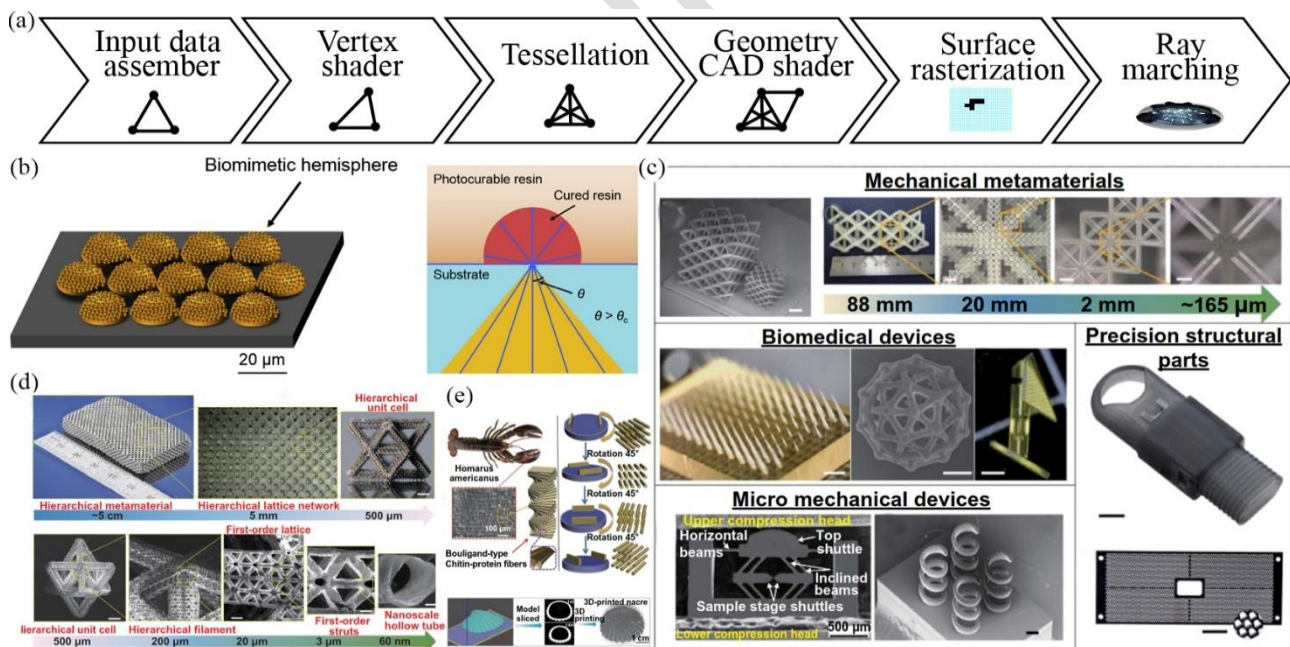 (a)
Input data
assember
Vertex
shader
Tessellation
Geometry
CAD shader
Surface
rasterization
Ray
marching
(b)
Biomimetic hemisphere
20 μm
Photocurable resin
Cured resin
Substrate
θ
θ > θc
(c)
Mechanical metamaterials
88 mm
20 mm
2 mm
~165 μm
Biomedical devices
Precision structural
parts
Micro mechanical devices
Upper compression head
Horizontal
beams
Top
shuttle
Inclined
beams
Sample stage shuttles
Lower compression head
500 μm
(d)
Hierarchical
unit cell
Hierarchical metamaterial
Hierarchical lattice network
~5 cm
5 mm
500 μm
First-order lattice
Nanoscale
hollow tube
First-order
struts
Hierarchical filament
lierarchical unit cell
500 μm
200 μm
20 μm
3 μm
60 nm
(e)
Homarus
americanus
100 μm
Bouligand-type
Chitin-protein fibers
Rotation 45°
Rotation 45°
Rotation 45°
Model
sliced
3D
printing
3D-printed nacre
1 cm